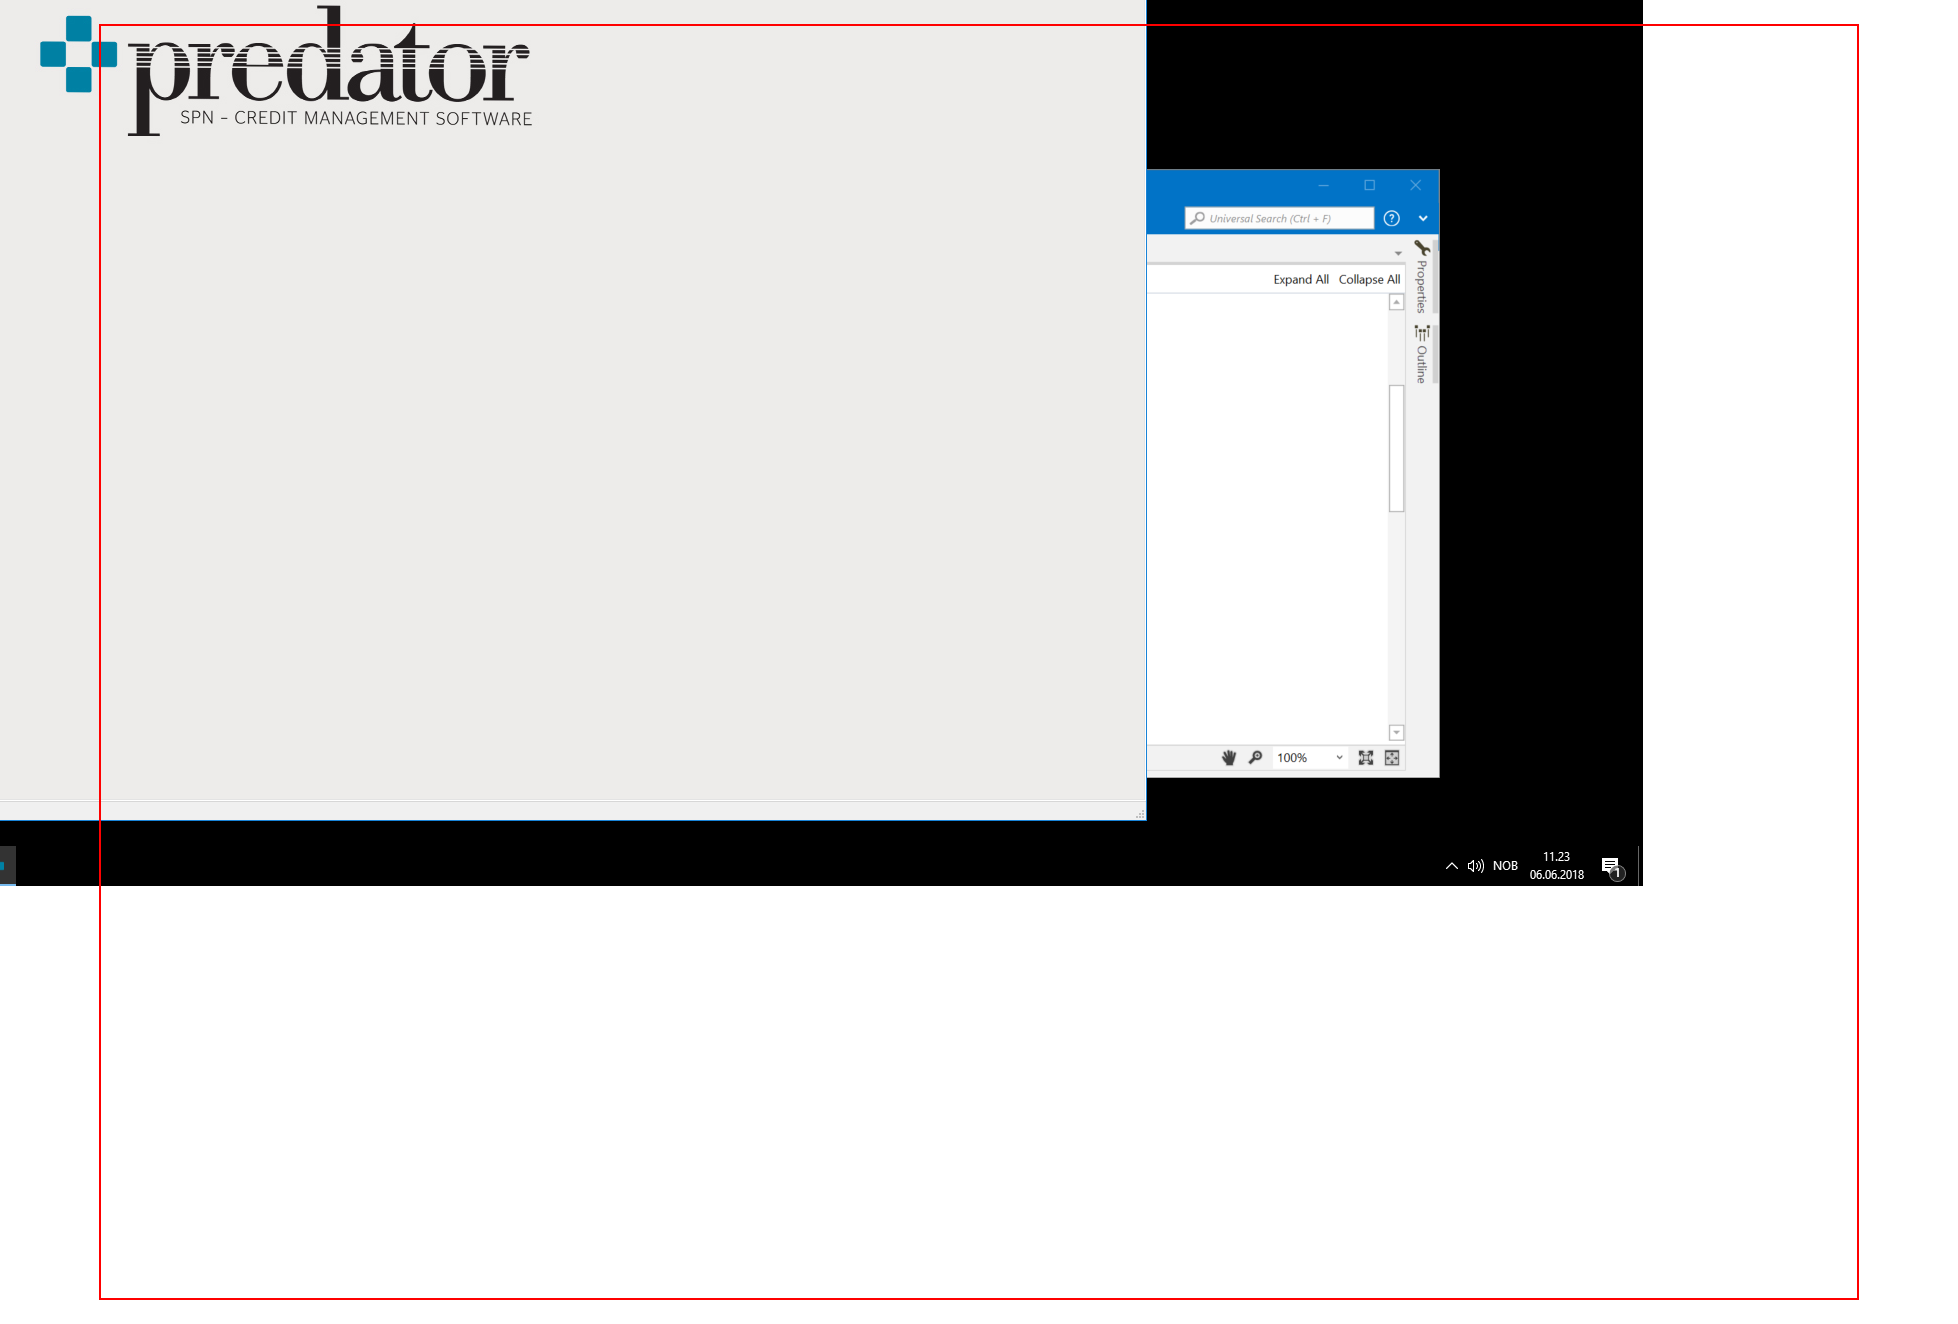 predator
SPN - CREDIT MANAGEMENT SOFTWARE
Universal Search (Ctrl + F)
Expand All Collapse All
Properties
Outline
100%
NOB
11.23
06.06.2018
1